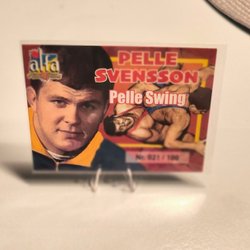 alfa
PELLE
SVENSSON
Pelle Swing
Nr. 021 / 100